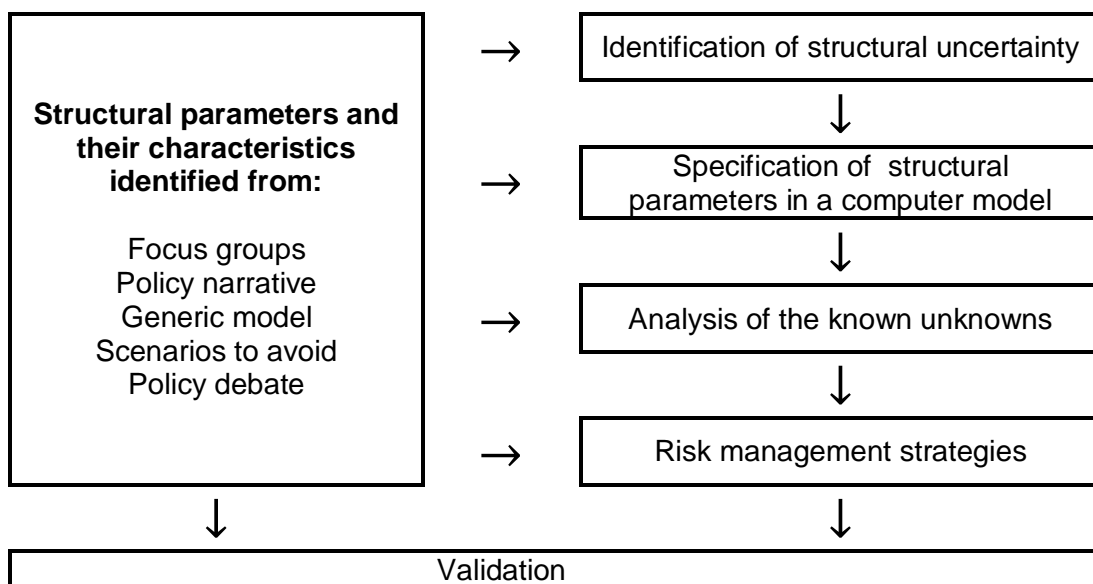 Structural parameters and
their characteristics
identified from:
Focus groups
Policy narrative
Generic model
Scenarios to avoid
Policy debate
→
Identification of structural uncertainty
↓
→
Specification of structural
parameters in a computer model
↓
→
Analysis of the known unknowns
↓
→
Risk management strategies
↓
↓
Validation